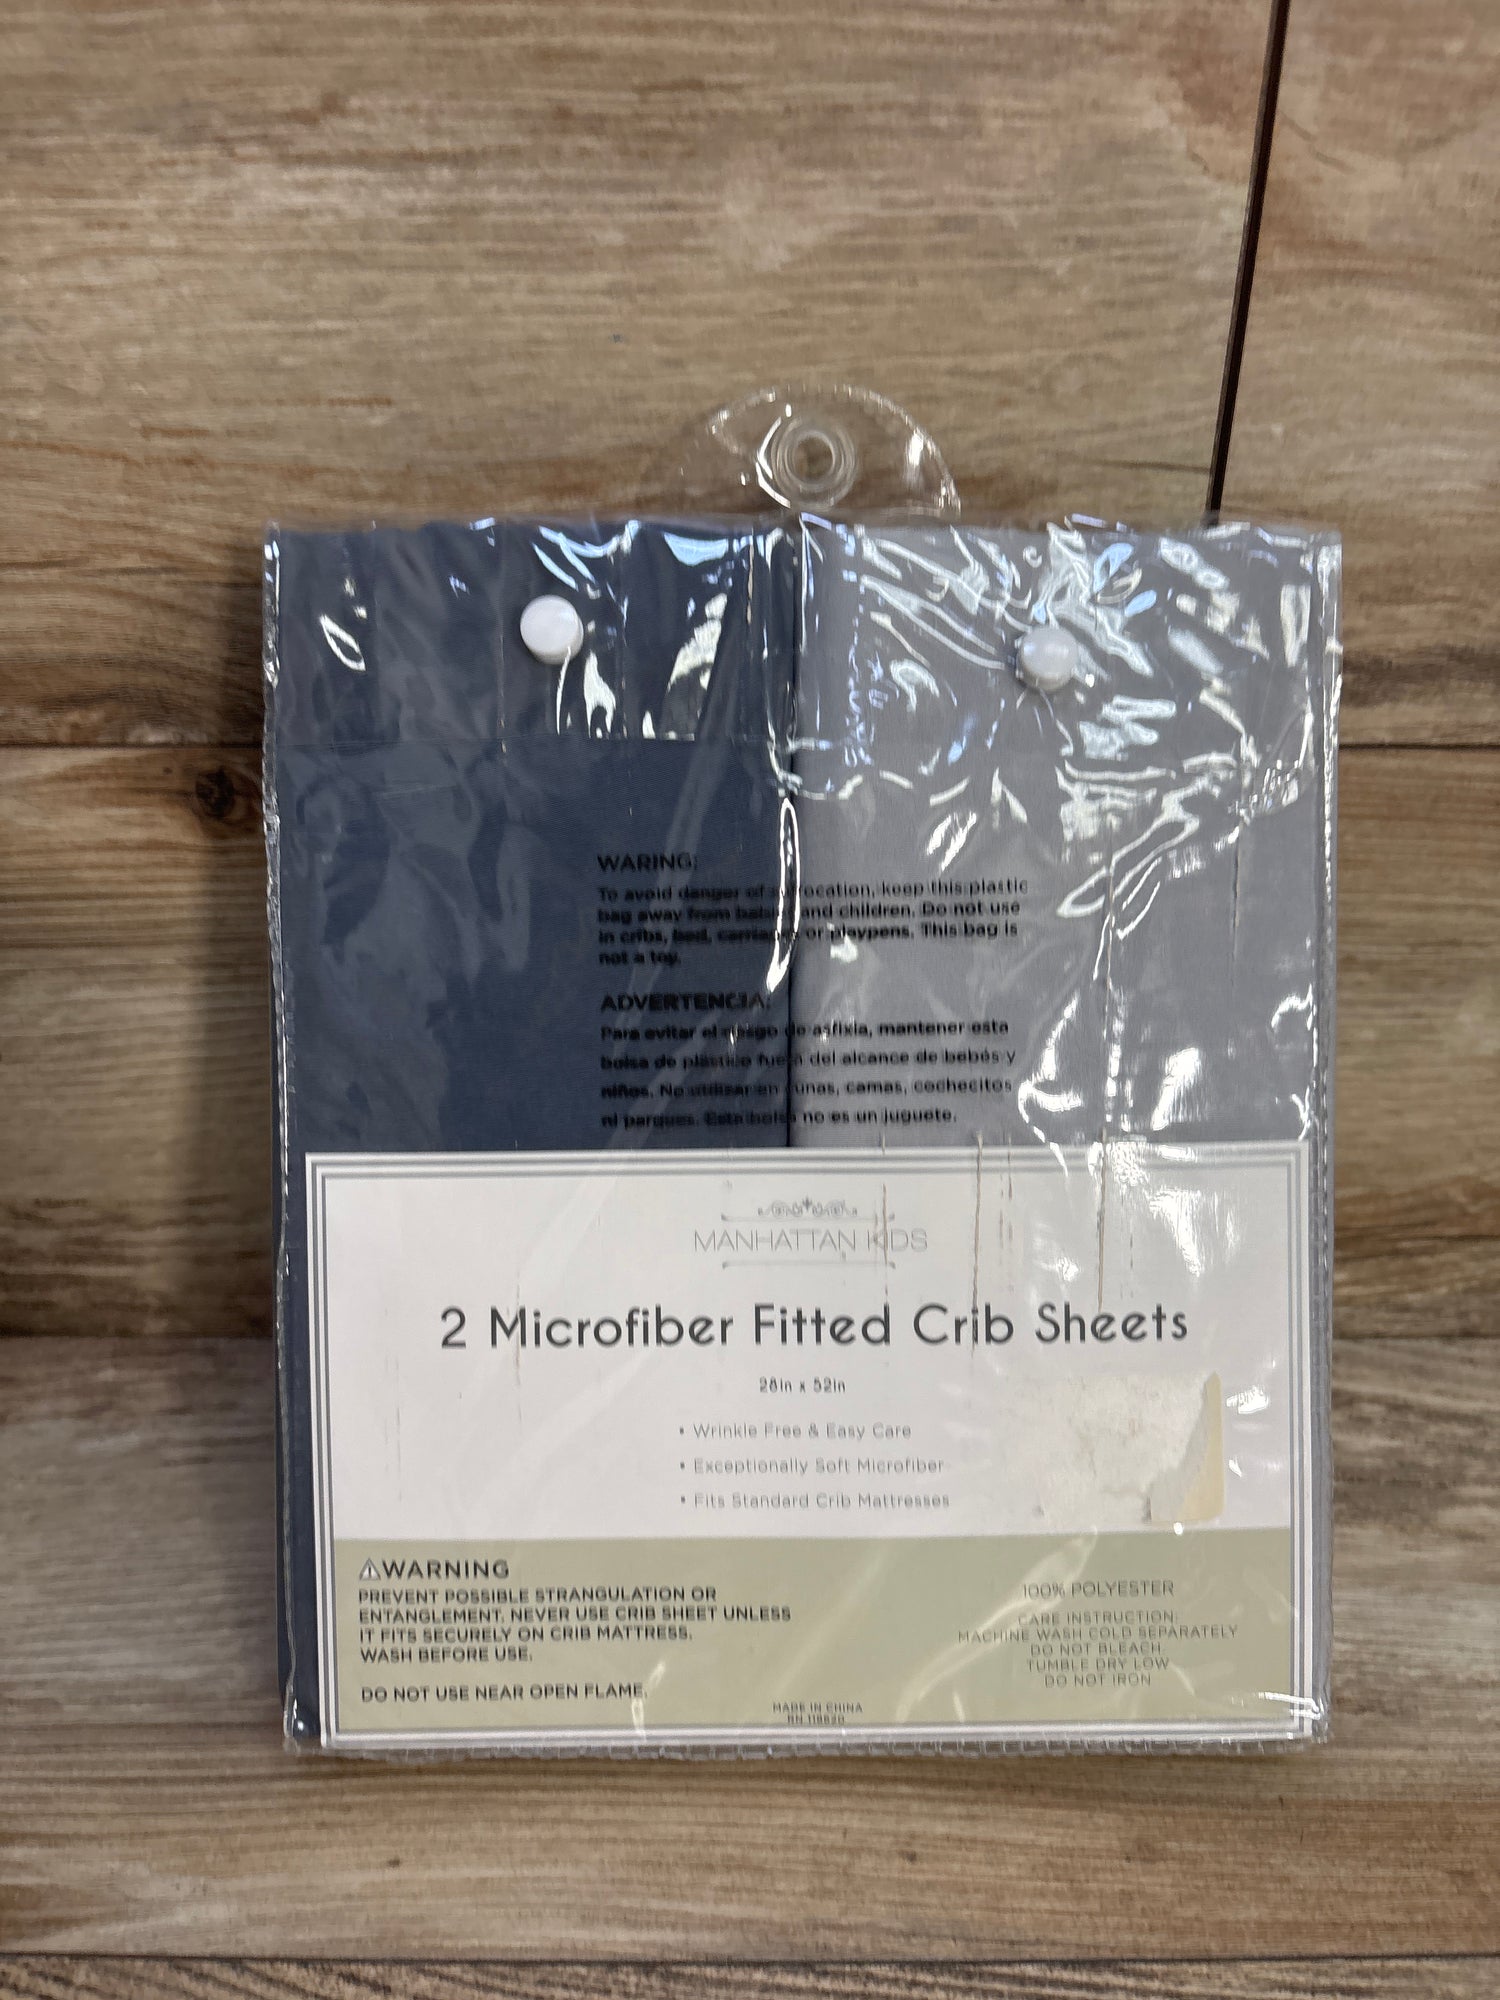 WARING:
To avoid danger of suffocation, keep this plastic
bag away from babies and children. Do not use
in cribs, bed, carriages or playpens. This bag is
not a toy.
ADVERTENCIA:
Para evitar el riesgo de asfixia, mantener esta
bolsa de plástico fuera del alcance de bebés y
niños. No utilizar en cunas, camas, cochecitos
ni parques. Esta bolsa no es un juguete.
MANHATTAN KIDS
2 Microfiber Fitted Crib Sheets
28in x 52in
• Wrinkle Free & Easy Care
• Exceptionally Soft Microfiber
• Fits Standard Crib Mattresses
⚠WARNING
PREVENT POSSIBLE STRANGULATION OR
ENTANGLEMENT. NEVER USE CRIB SHEET UNLESS
IT FITS SECURELY ON CRIB MATTRESS.
WASH BEFORE USE.
DO NOT USE NEAR OPEN FLAME.
100% POLYESTER
CARE INSTRUCTION:
MACHINE WASH COLD SEPARATELY
DO NOT BLEACH
TUMBLE DRY LOW
DO NOT IRON
MADE IN CHINA
RN